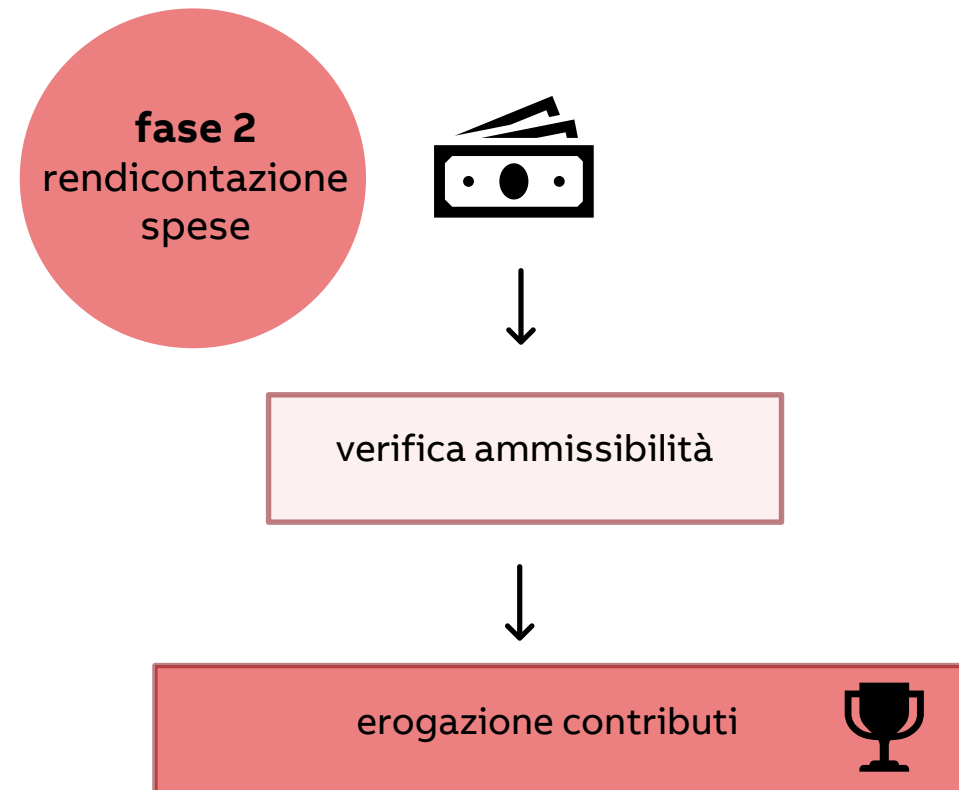 fase 2
rendicontazione
spese
verifica ammissibilità
erogazione contributi